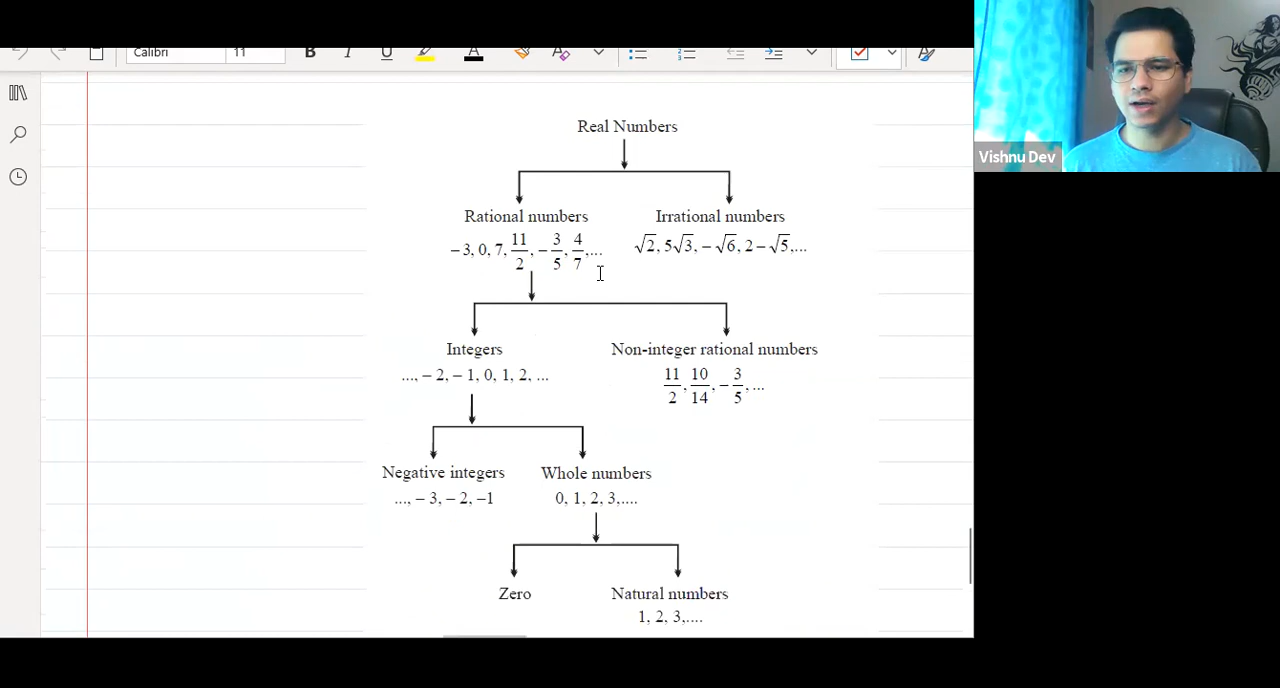 Calibri 11 B I U A A
Vishnu Dev
Real Numbers
Rational numbers Irrational numbers
− 3, 0, 7, 11/2, − 3/5, 4/7,... √2, 5√3, − √6, 2 − √5,...
Integers Non-integer rational numbers
..., − 2, − 1, 0, 1, 2, ... 11/2, 10/14, − 3/5, ...
Negative integers Whole numbers
..., − 3, − 2, −1 0, 1, 2, 3,....
Zero Natural numbers
1, 2, 3,....